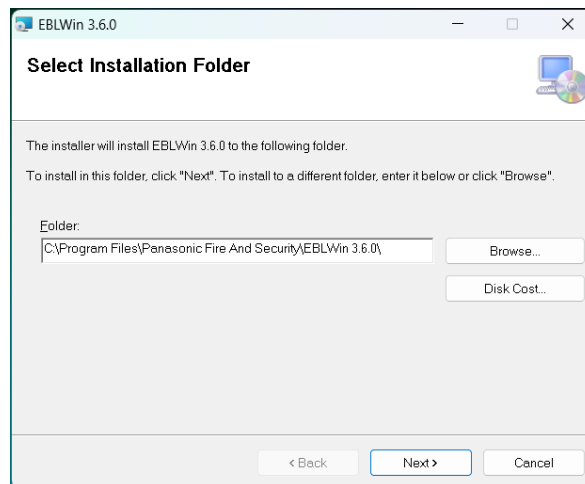 EBLWin 3.6.0
Select Installation Folder
The installer will install EBLWin 3.6.0 to the following folder.
To install in this folder, click "Next". To install to a different folder, enter it below or click "Browse".
Folder:
C:\Program Files\Panasonic Fire And Security\EBLWin 3.6.0\
Browse...
Disk Cost...
< Back
Next >
Cancel